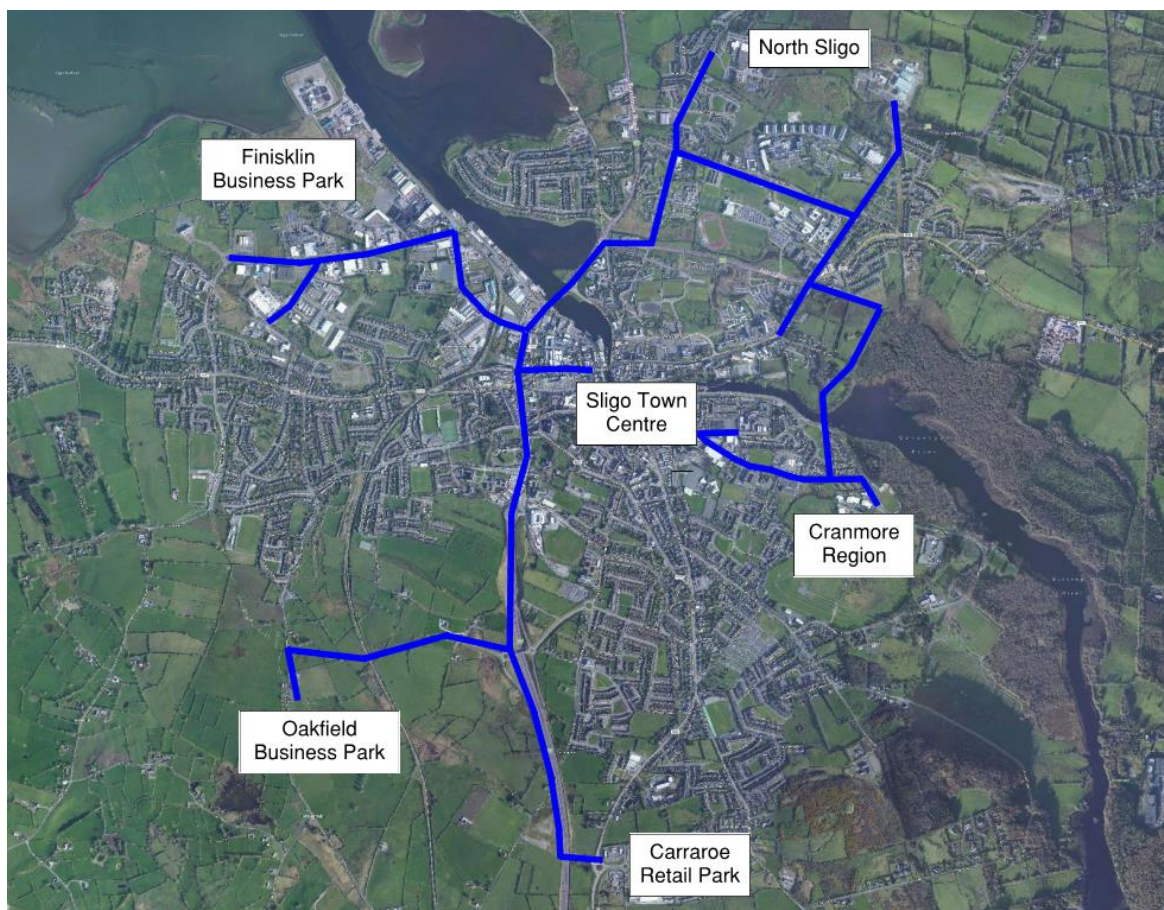 North Sligo
Finisklin
Business Park
Sligo Town
Centre
Cranmore
Region
Oakfield
Business Park
Carraroe
Retail Park